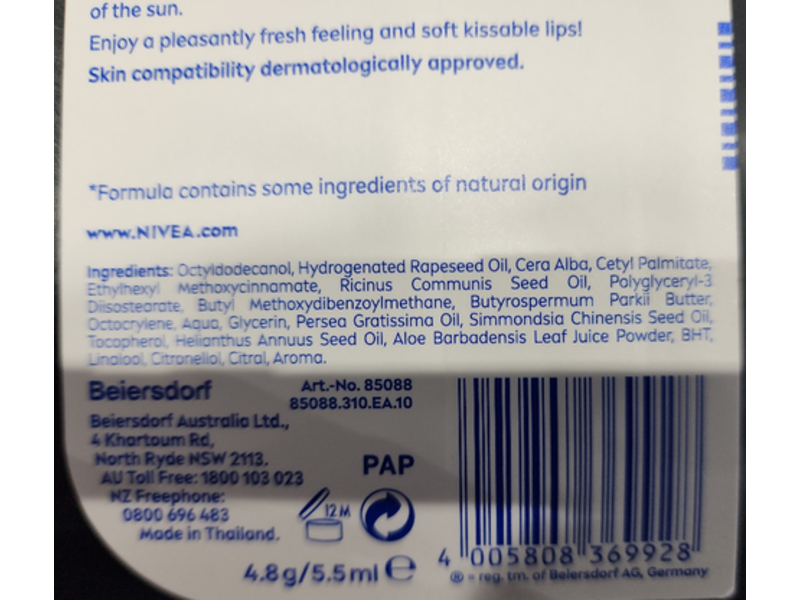 of the sun.
Enjoy a pleasantly fresh feeling and soft kissable lips!
Skin compatibility dermatologically approved.
*Formula contains some ingredients of natural origin
www.NIVEA.com
Ingredients: Octyldodecanol, Hydrogenated Rapeseed Oil, Cera Alba, Cetyl Palmitate,
Ethylhexyl Methoxycinnamate, Ricinus Communis Seed Oil, Polyglyceryl-3
Diisostearate, Butyl Methoxydibenzoylmethane, Butyrospermum Parkii Butter,
Octocrylene, Aqua, Glycerin, Persea Gratissima Oil, Simmondsia Chinensis Seed Oil,
Tocopherol, Helianthus Annuus Seed Oil, Aloe Barbadensis Leaf Juice Powder, BHT,
Linalool, Citronellol, Citral, Aroma.
Beiersdorf
Art.-No. 85088
85088.310.EA.10
Beiersdorf Australia Ltd.,
4 Khartoum Rd,
North Ryde NSW 2113.
AU Toll Free: 1800 103 023
NZ Freephone:
0800 696 483
Made in Thailand.
PAP
12M
4.8g/5.5ml e
4 005808 369928
® = reg. tm. of Beiersdorf AG, Germany